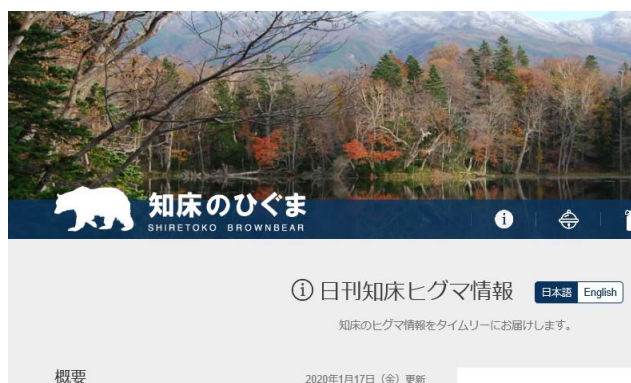 知床のひぐま
SHIRETOKO BROWNBEAR
日刊知床ヒグマ情報
日本語 English
知床のヒグマ情報をタイムリーにお届けします。
概要
2020年1月17日（金）更新